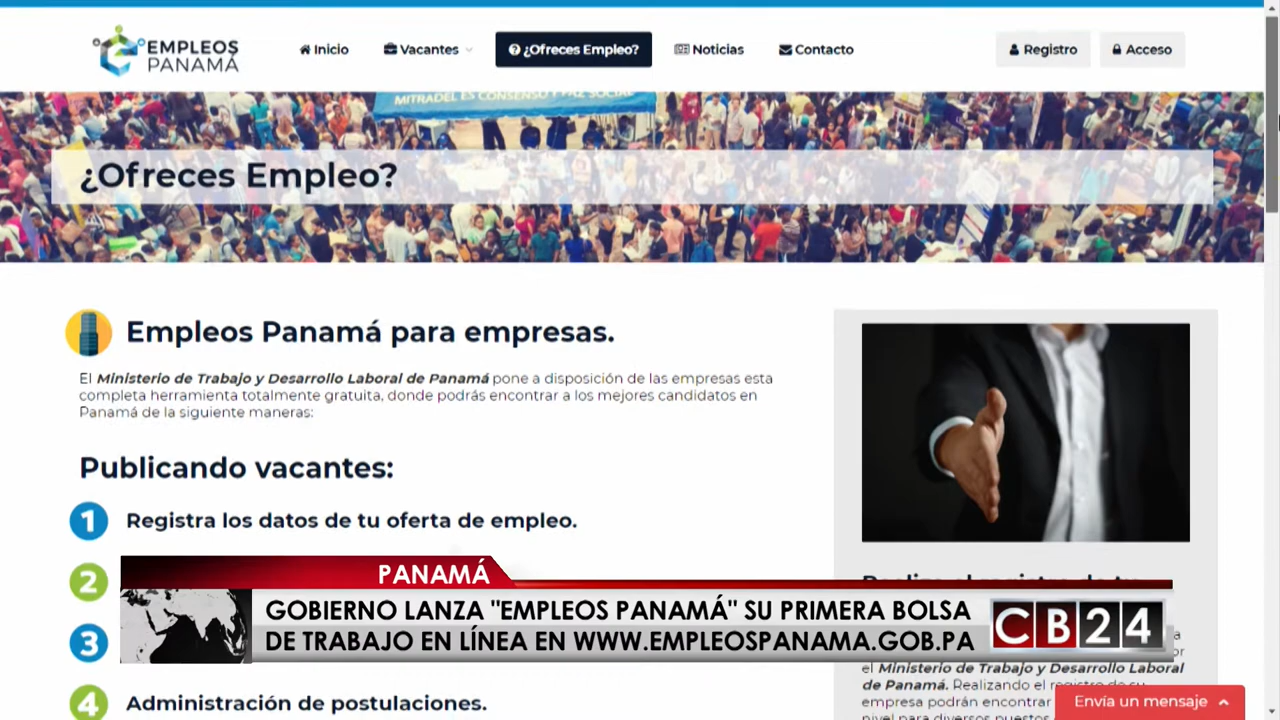 EMPLEOS
PANAMÁ
Inicio
Vacantes
¿Ofreces Empleo?
Noticias
Contacto
Registro
Acceso
MITRADEL ES CONSENSO Y PAZ SOCIAL
¿Ofreces Empleo?
Empleos Panamá para empresas.
El Ministerio de Trabajo y Desarrollo Laboral de Panamá pone a disposición de las empresas esta
completa herramienta totalmente gratuita, donde podrás encontrar a los mejores candidatos en
Panamá de la siguiente maneras:
Publicando vacantes:
1 Registra los datos de tu oferta de empleo.
2
3
4 Administración de postulaciones.
el Ministerio de Trabajo y Desarrollo Laboral
de Panamá. Realizando el registro de su
empresa podrán encontrar
nivel para diversos puestos
Envía un mensaje
PANAMÁ
GOBIERNO LANZA "EMPLEOS PANAMÁ" SU PRIMERA BOLSA
DE TRABAJO EN LÍNEA EN WWW.EMPLEOSPANAMA.GOB.PA
CB24